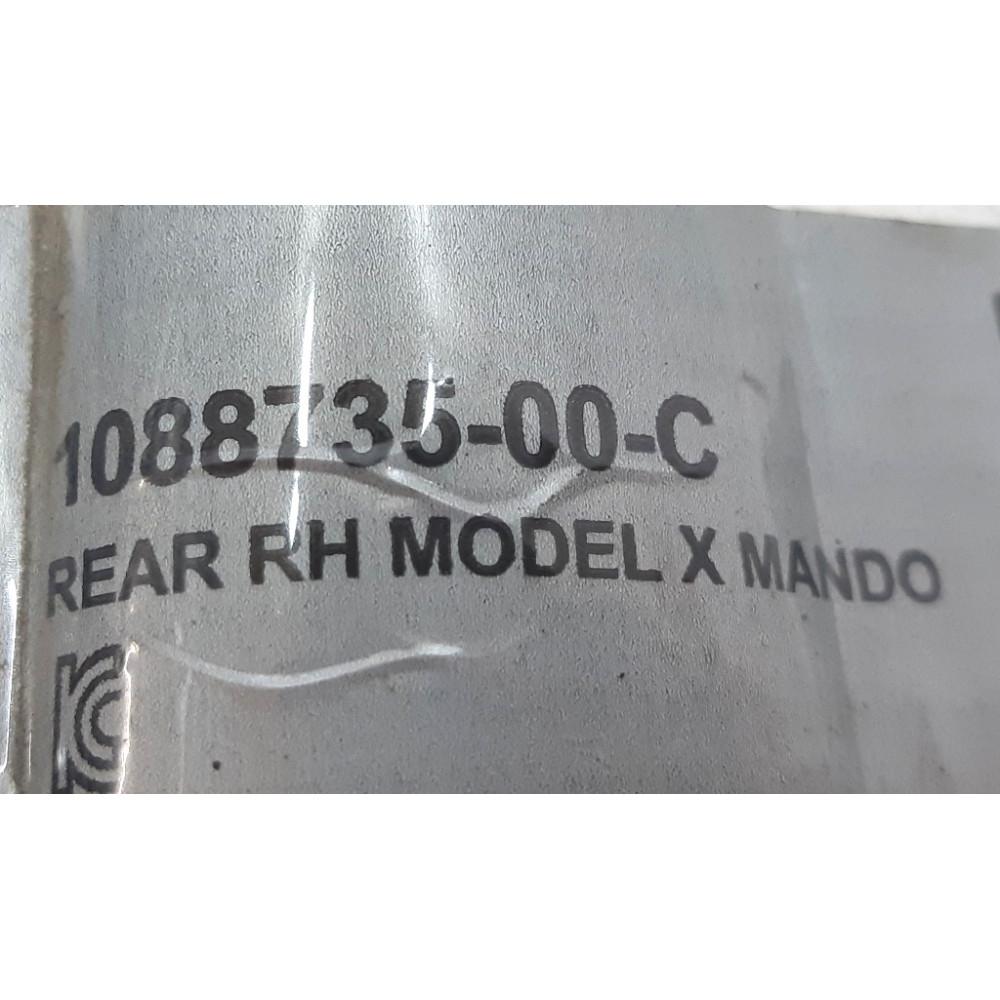 1088735-00-C
REAR RH MODEL X MANDO